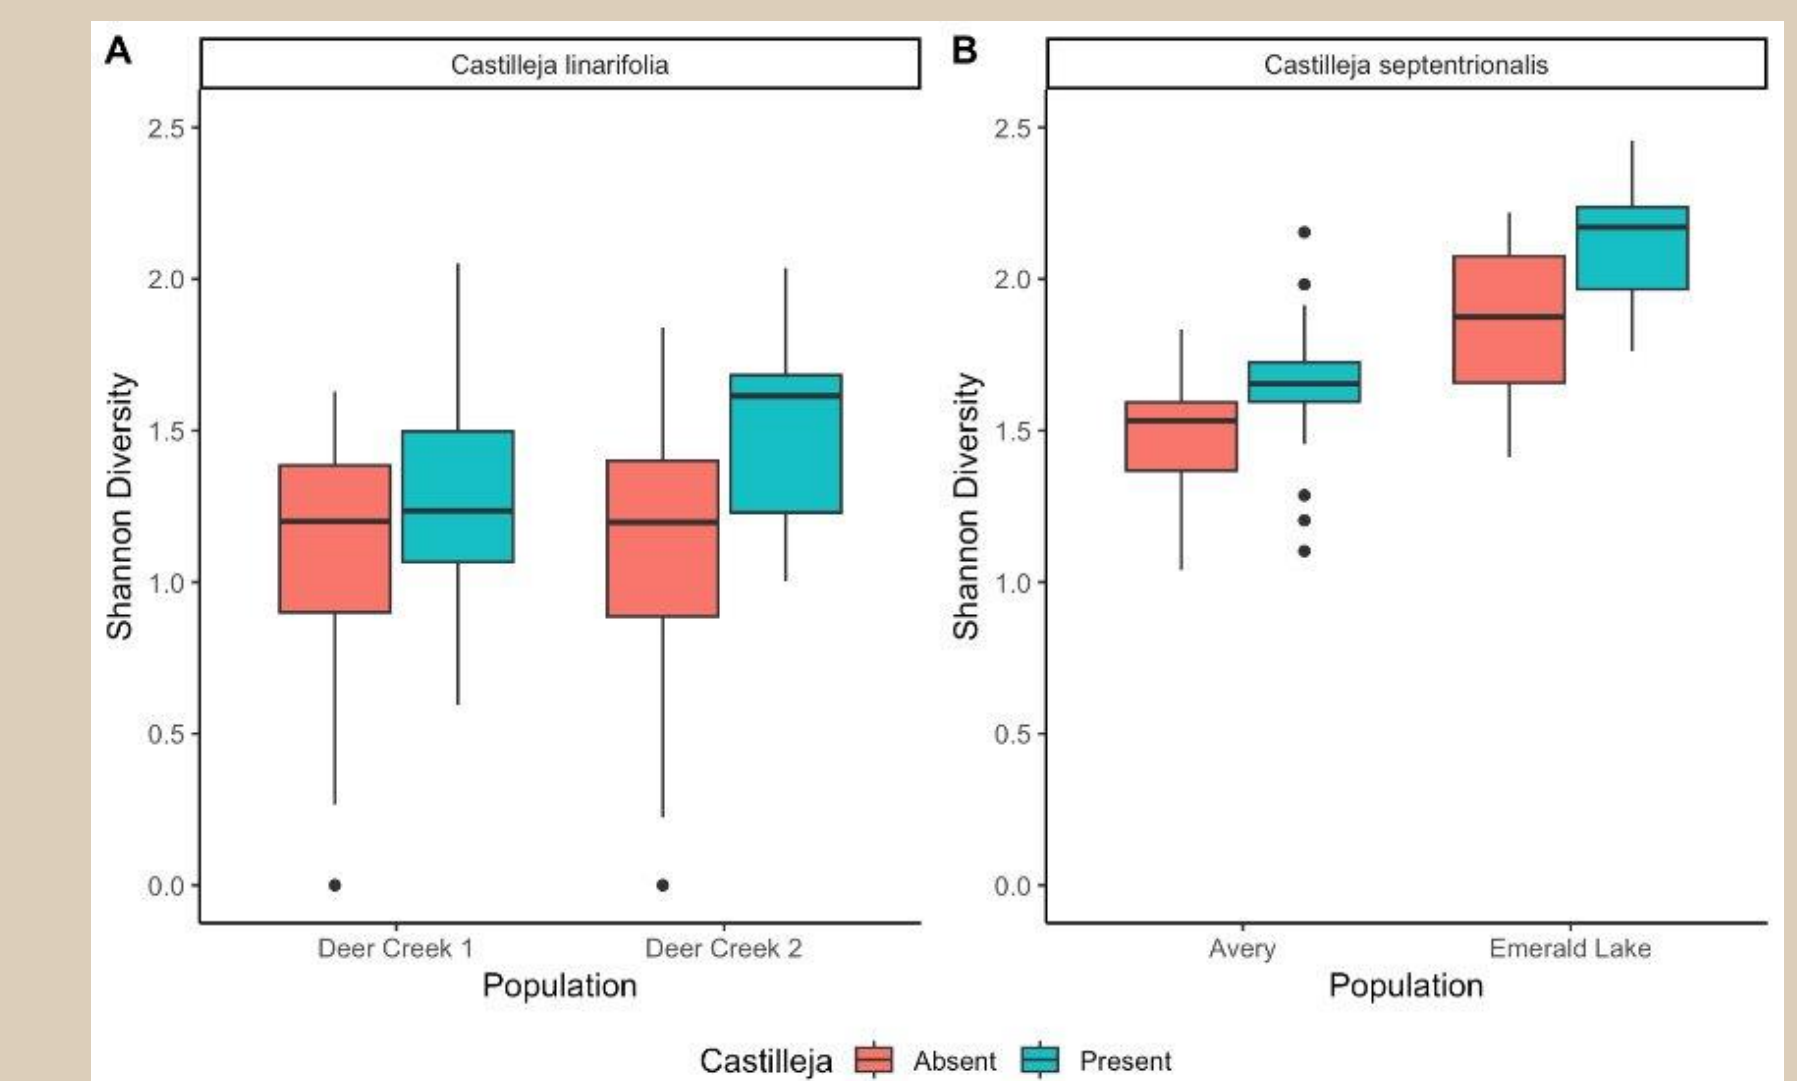 A
Castilleja linarifolia
2.5
2.0
1.5
1.0
0.5
0.0
Shannon Diversity
Deer Creek 1
Deer Creek 2
Population
B
Castilleja septentrionalis
2.5
2.0
1.5
1.0
0.5
0.0
Shannon Diversity
Avery
Emerald Lake
Population
Castilleja Absent Present